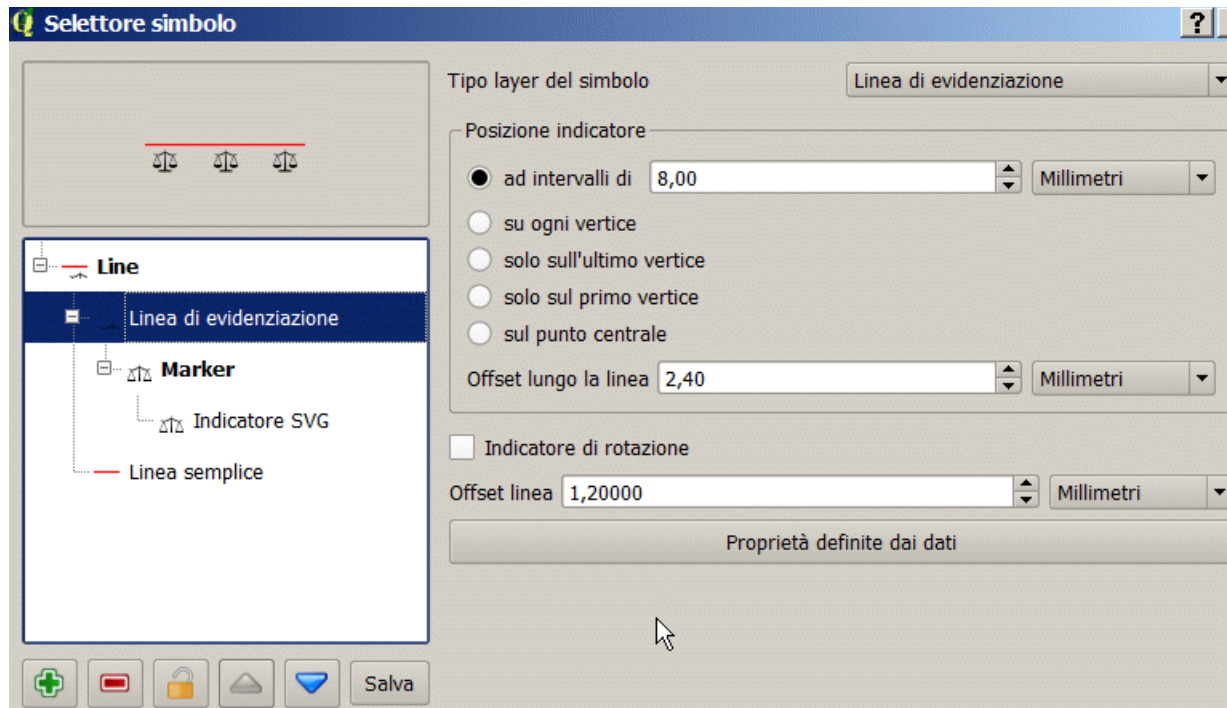 Selettore simbolo
?
Tipo layer del simbolo Linea di evidenziazione
Posizione indicatore
ad intervalli di 8,00 Millimetri
su ogni vertice
solo sull'ultimo vertice
solo sul primo vertice
sul punto centrale
Offset lungo la linea 2,40 Millimetri
Indicatore di rotazione
Offset linea 1,20000 Millimetri
Proprietà definite dai dati
Line
Linea di evidenziazione
Marker
Indicatore SVG
Linea semplice
Salva